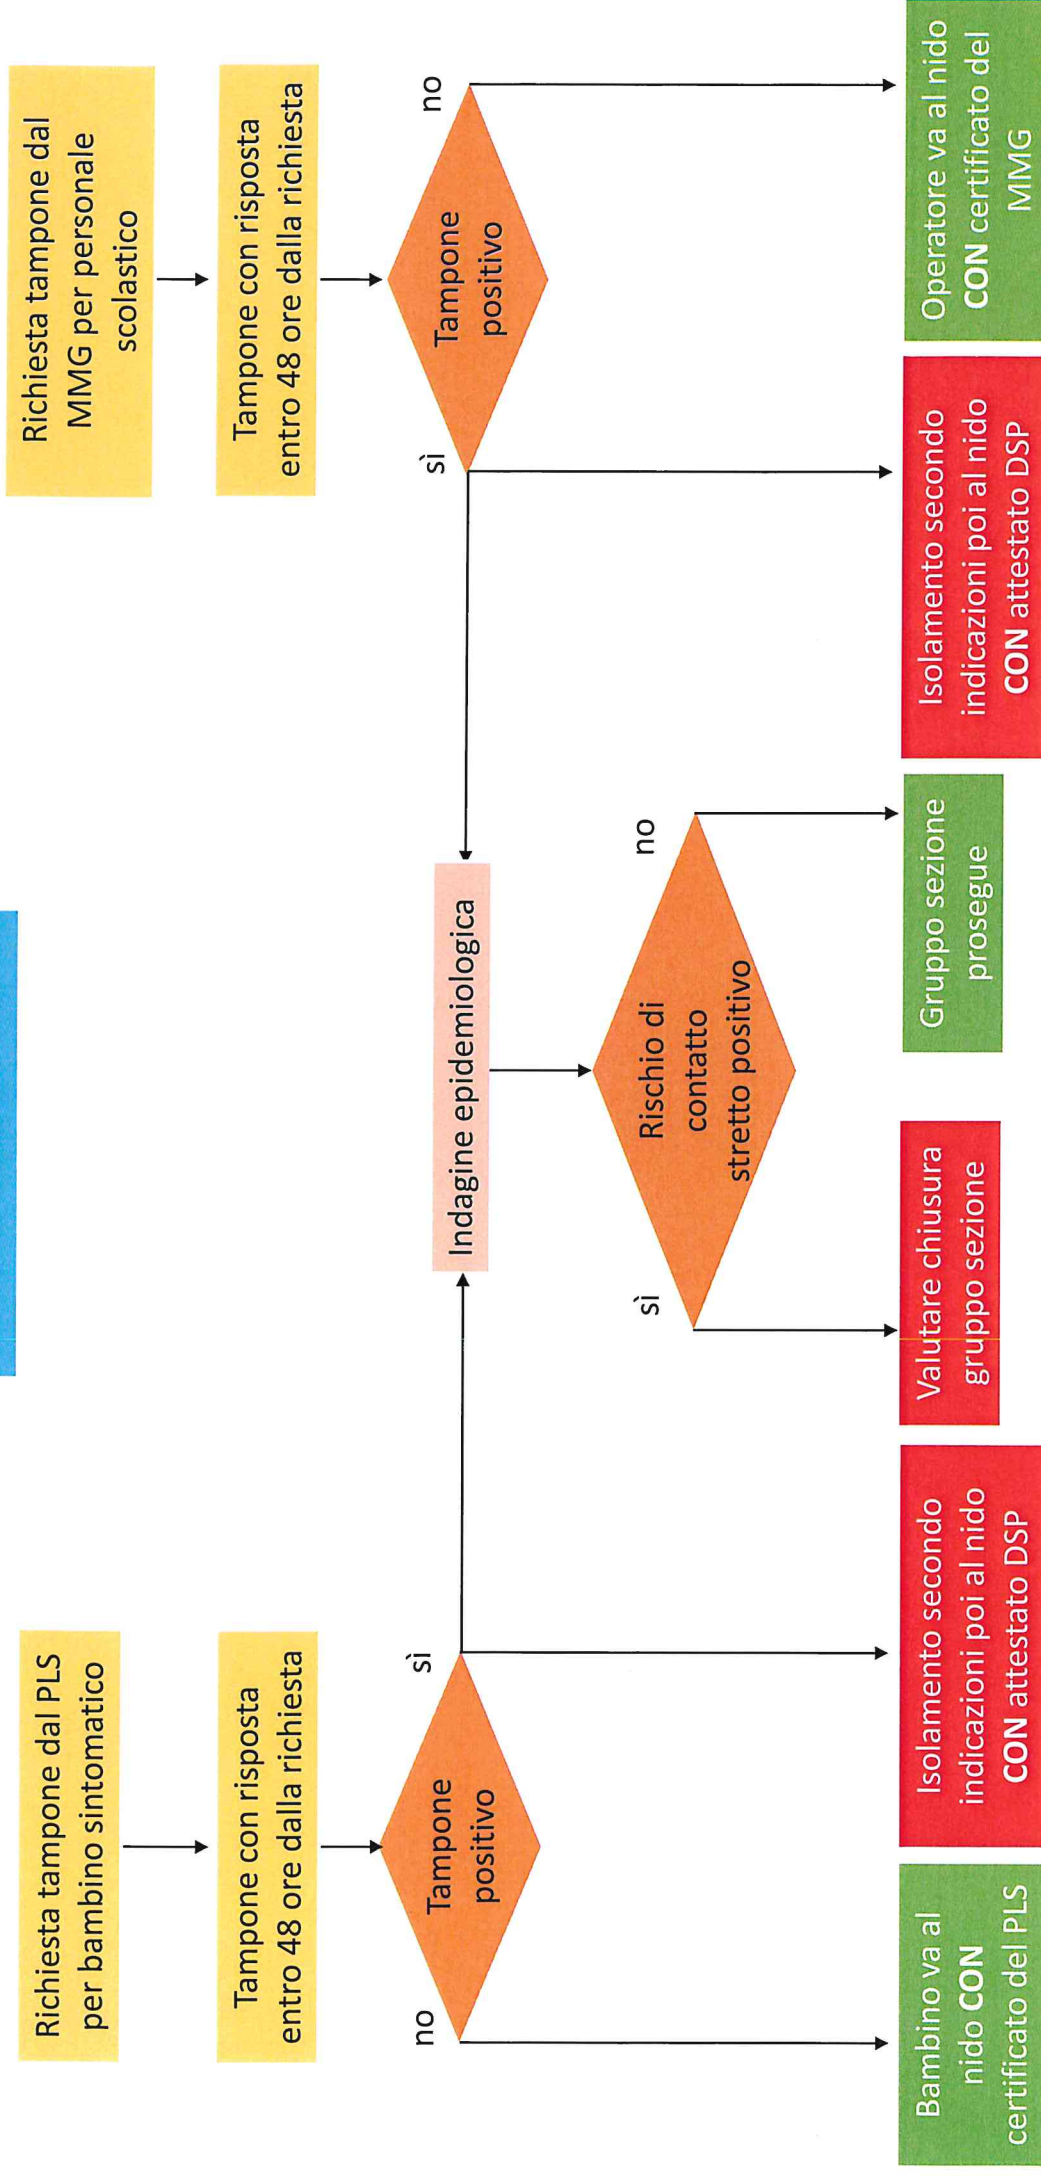 Richiesta tampone dal PLS
per bambino sintomatico
Tampone con risposta
entro 48 ore dalla richiesta
Tampone
positivo
no
sì
Bambino va al
nido CON
certificato del PLS
Isolamento secondo
indicazioni poi al nido
CON attestato DSP
Indagine epidemiologica
Rischio di
contatto
stretto positivo
sì
no
Valutare chiusura
gruppo sezione
Gruppo sezione
prosegue
Richiesta tampone dal
MMG per personale
scolastico
Tampone con risposta
entro 48 ore dalla richiesta
Tampone
positivo
sì
no
Isolamento secondo
indicazioni poi al nido
CON attestato DSP
Operatore va al nido
CON certificato del
MMG